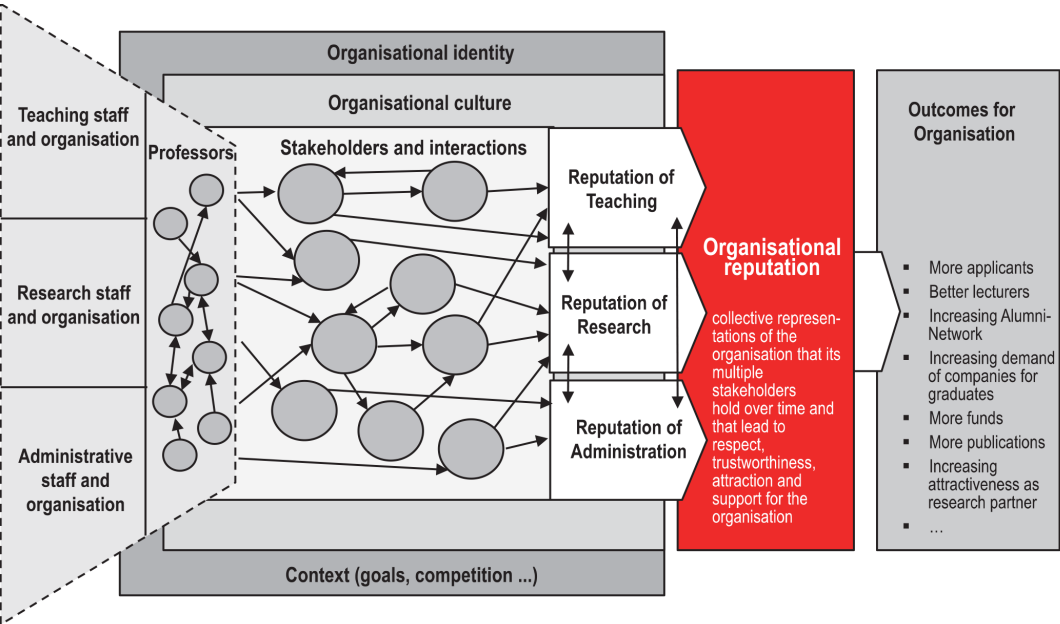 Organisational identity
Organisational culture
Teaching staff
and organisation
Professors
Stakeholders and interactions
Research staff
and organisation
Administrative
staff and
organisation
Reputation of
Teaching
Reputation of
Research
Reputation of
Administration
Context (goals, competition ...)
Organisational
reputation
collective represen-
tations of the
organisation that its
multiple
stakeholders
hold over time and
that lead to
respect,
trustworthiness,
attraction and
support for the
organisation
Outcomes for
Organisation
▪ More applicants
▪ Better lecturers
▪ Increasing Alumni-
Network
▪ Increasing demand
of companies for
graduates
▪ More funds
▪ More publications
▪ Increasing
attractiveness as
research partner
▪ ...